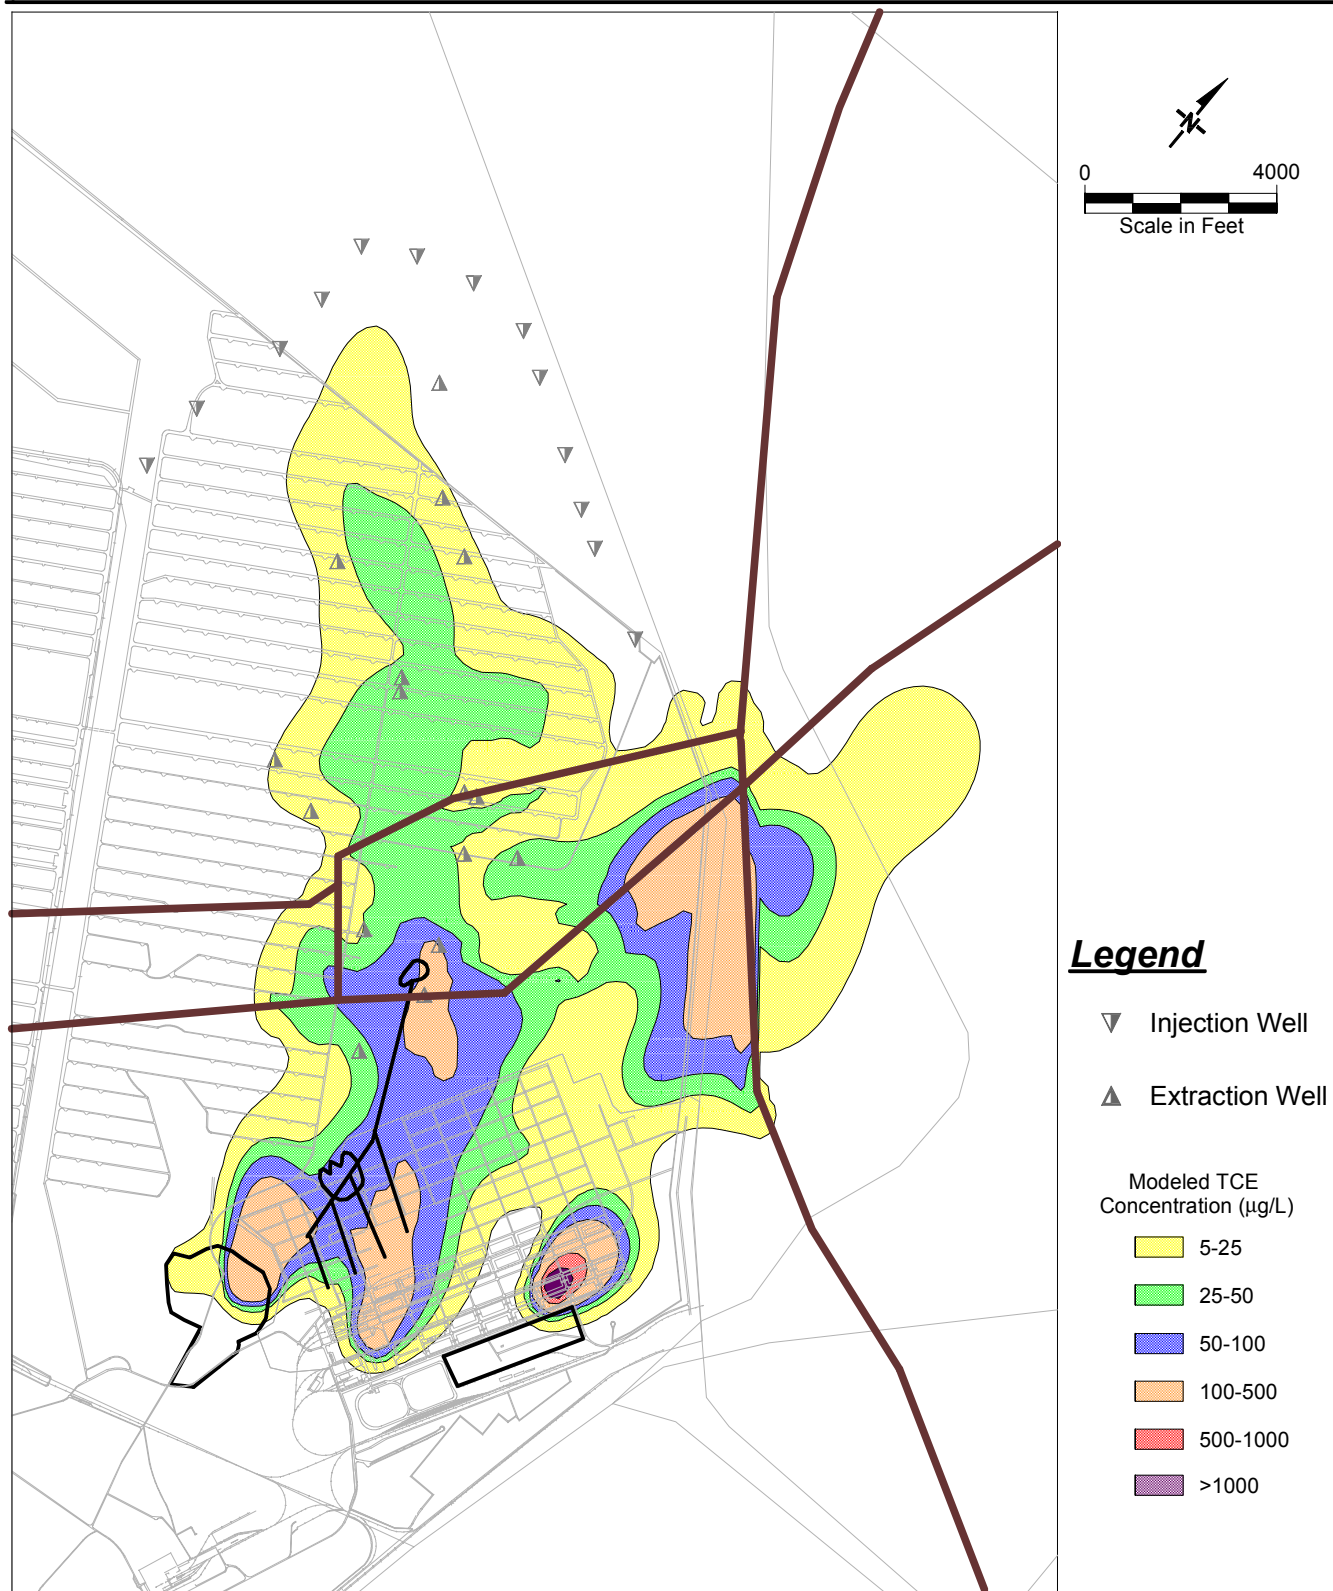 N
0 4000
Scale in Feet
Legend
Injection Well
Extraction Well
Modeled TCE
Concentration (µg/L)
5-25
25-50
50-100
100-500
500-1000
>1000